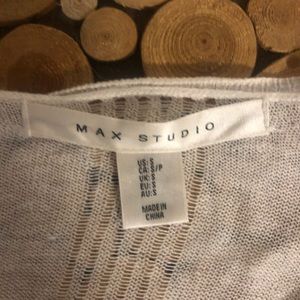 MAX STUDIO
US: S
CA: S/P
UK: S
EU: S
AU: S
MADE IN
CHINA